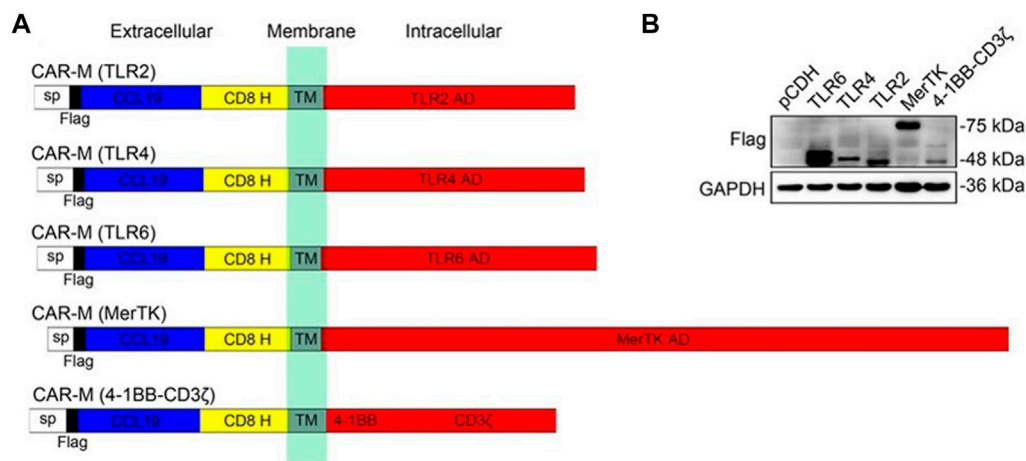 A
Extracellular Membrane Intracellular
CAR-M (TLR2)
sp CCL19 CD8 H TM TLR2 AD
Flag
CAR-M (TLR4)
sp CCL19 CD8 H TM TLR4 AD
Flag
CAR-M (TLR6)
sp CCL19 CD8 H TM TLR6 AD
Flag
CAR-M (MerTK)
sp CCL19 CD8 H TM MerTK AD
Flag
CAR-M (4-1BB-CD3ζ)
sp CCL19 CD8 H TM 4-1BB CD3ζ
Flag
B
pCDH TLR6 TLR4 TLR2 MerTK 4-1BB-CD3ζ
Flag
-75 kDa
-48 kDa
GAPDH -36 kDa